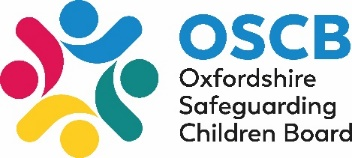 OSCB
Oxfordshire
Safeguarding
Children Board